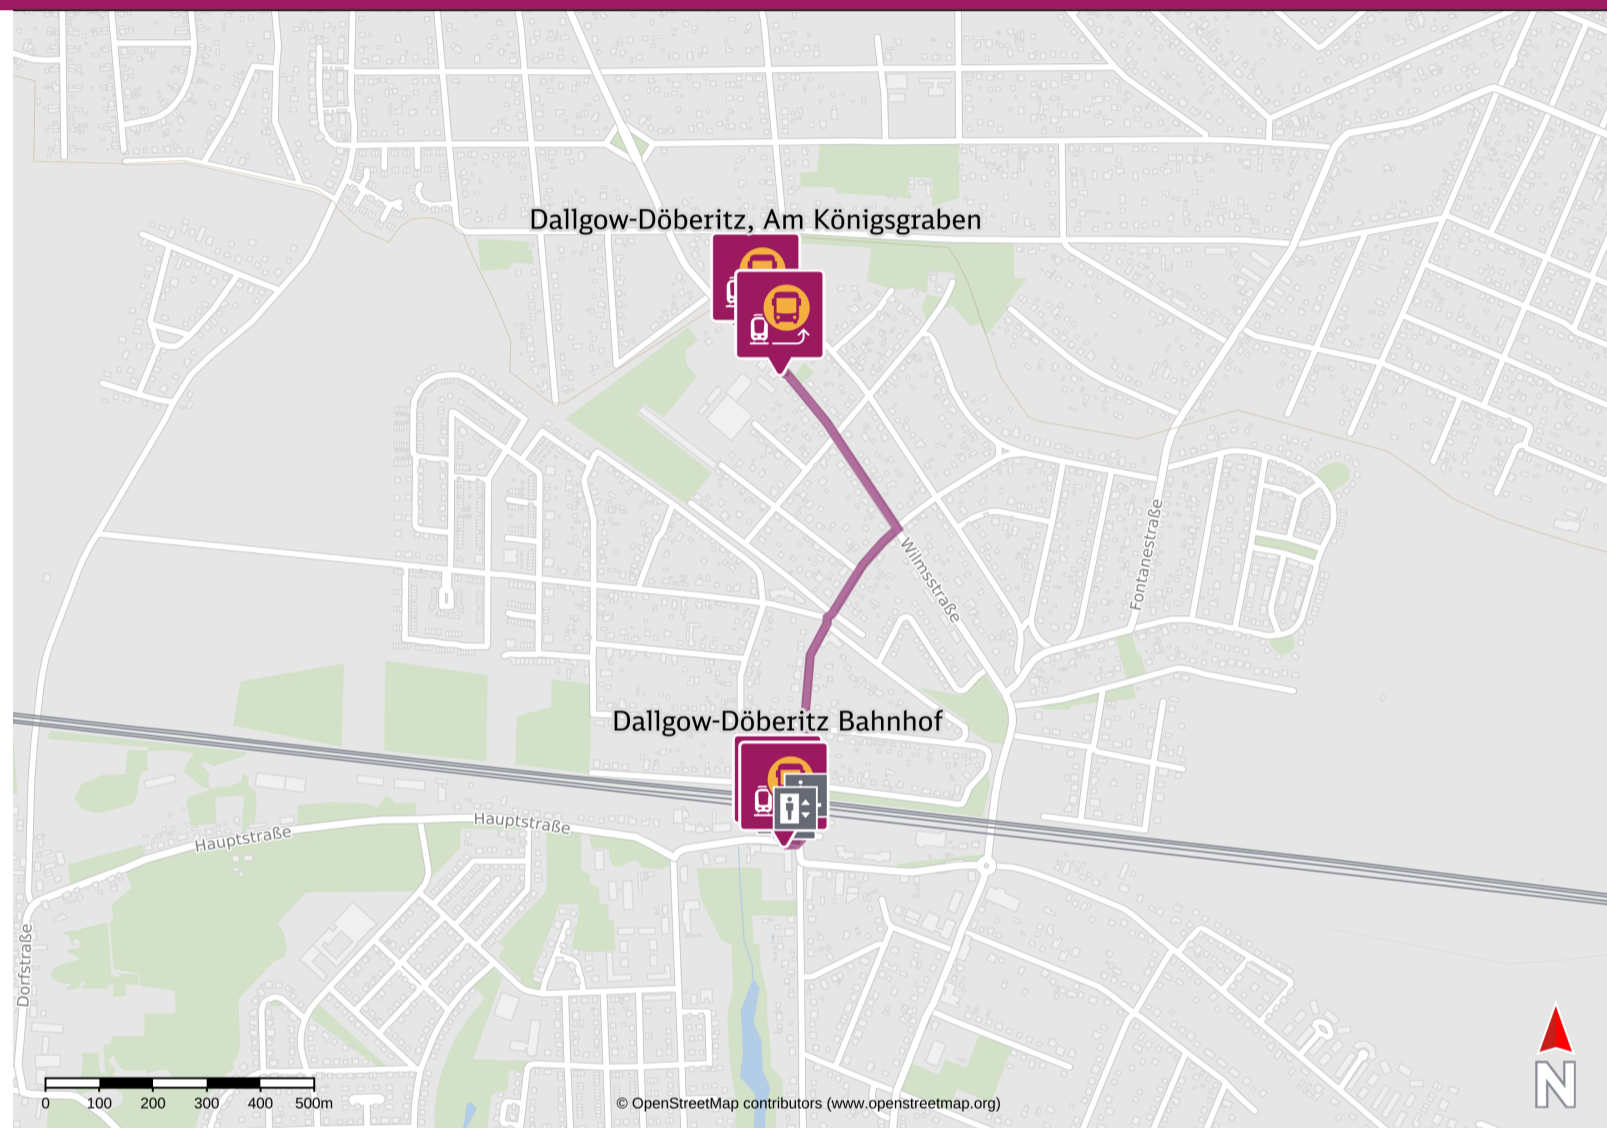 Dallgow-Döberitz, Am Königsgraben
Wilmsstraße
Fontanestraße
Dallgow-Döberitz Bahnhof
Hauptstraße
Hauptstraße
Dorfstraße
0 100 200 300 400 500m
© OpenStreetMap contributors (www.openstreetmap.org)
N